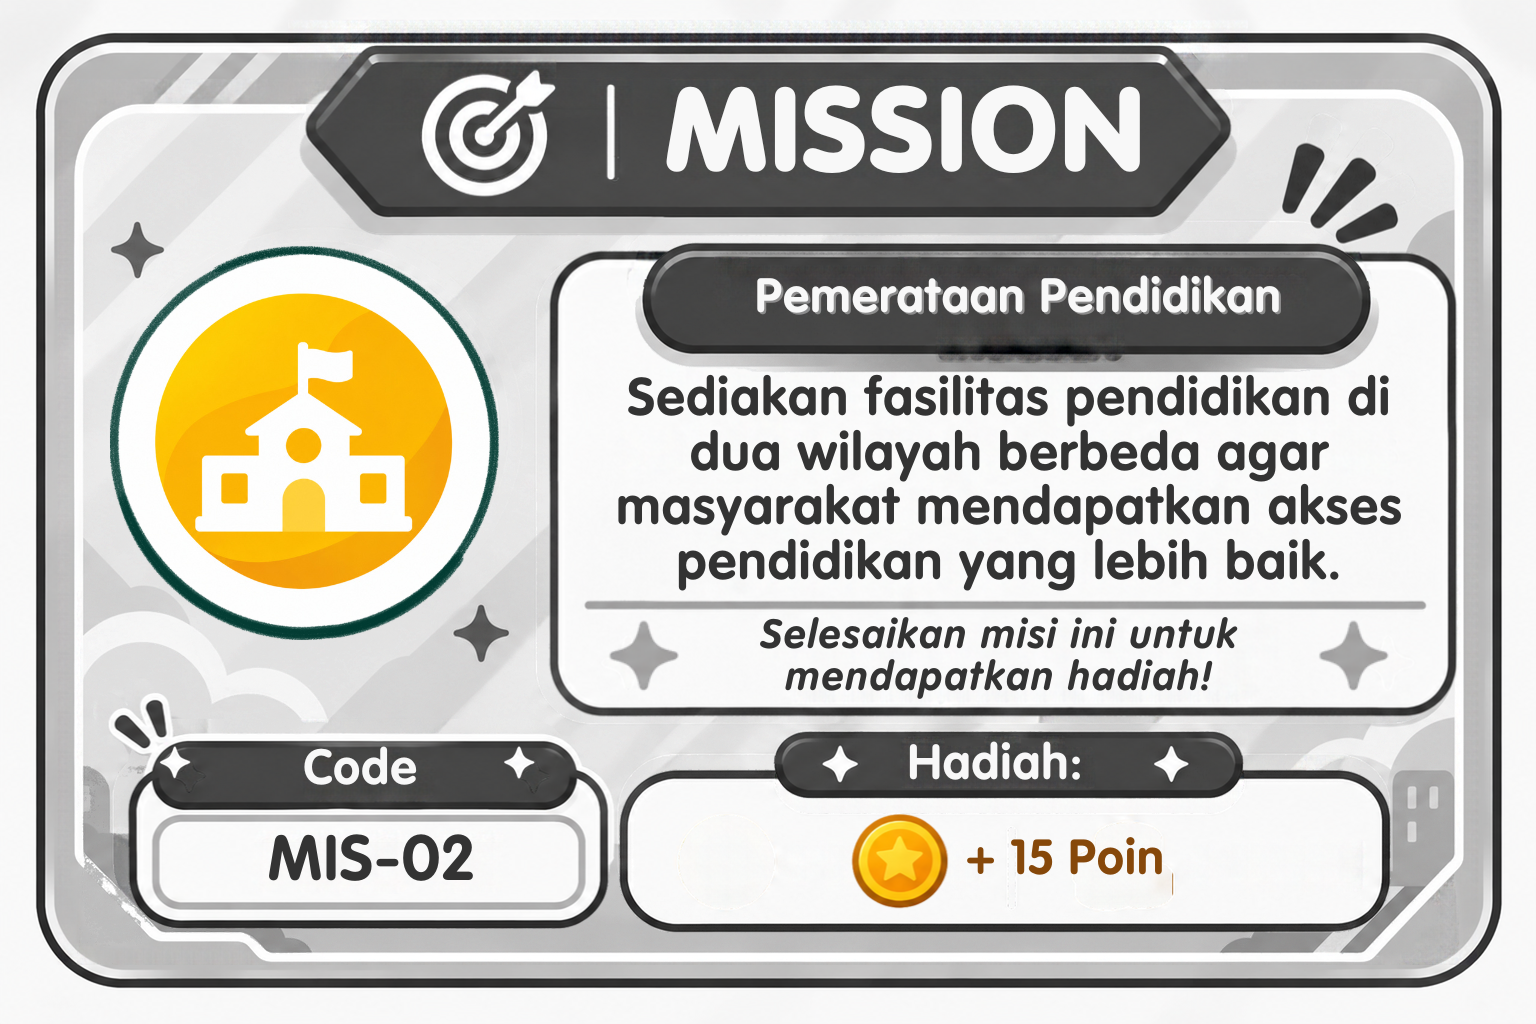 MISSION
Pemerataan Pendidikan
Sediakan fasilitas pendidikan di
dua wilayah berbeda agar
masyarakat mendapatkan akses
pendidikan yang lebih baik.
Selesaikan misi ini untuk
mendapatkan hadiah!
Code
MIS-02
Hadiah:
+ 15 Poin